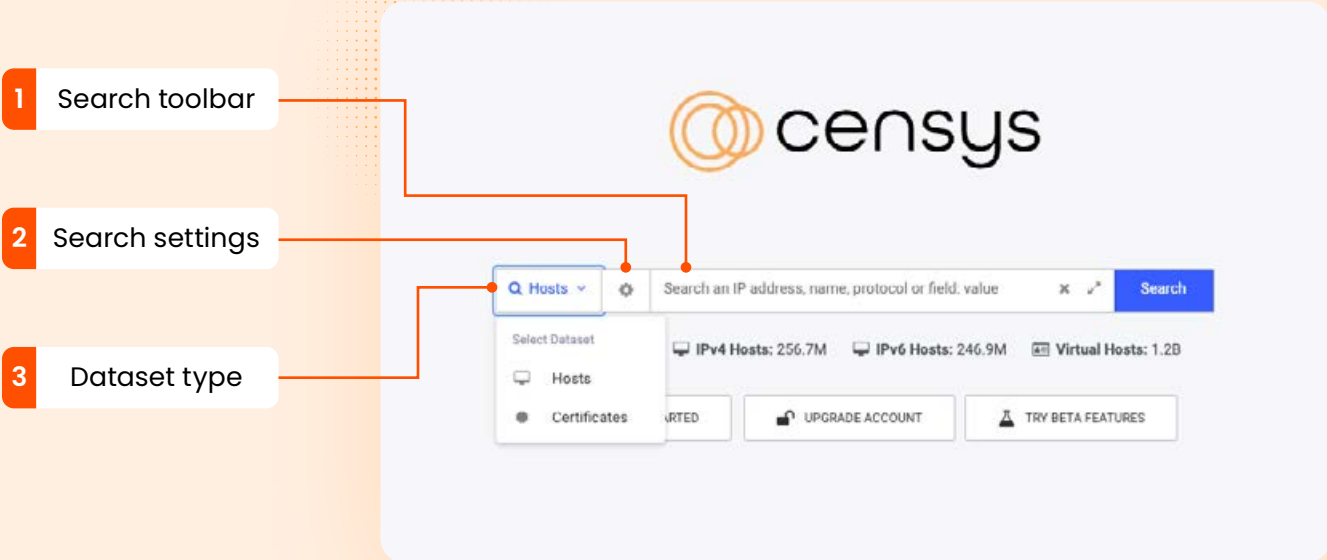 1 Search toolbar
censys
2 Search settings
Hosts
Search an IP address, name, protocol or field: value
Search
Select Dataset
IPv4 Hosts: 256.7M
IPv6 Hosts: 246.9M
Virtual Hosts: 1.2B
3 Dataset type
Hosts
Certificates
ARTED
UPGRADE ACCOUNT
TRY BETA FEATURES